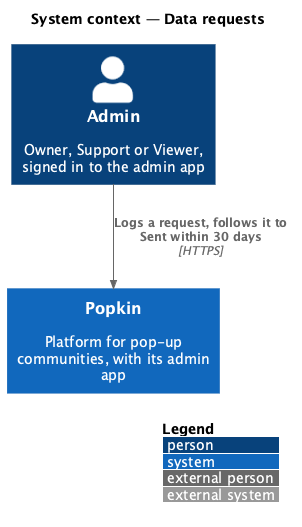 System context — Data requests
Admin
Owner, Support or Viewer,
signed in to the admin app
Logs a request, follows it to
Sent within 30 days
[HTTPS]
Popkin
Platform for pop-up
communities, with its admin
app
Legend
person
system
external person
external system